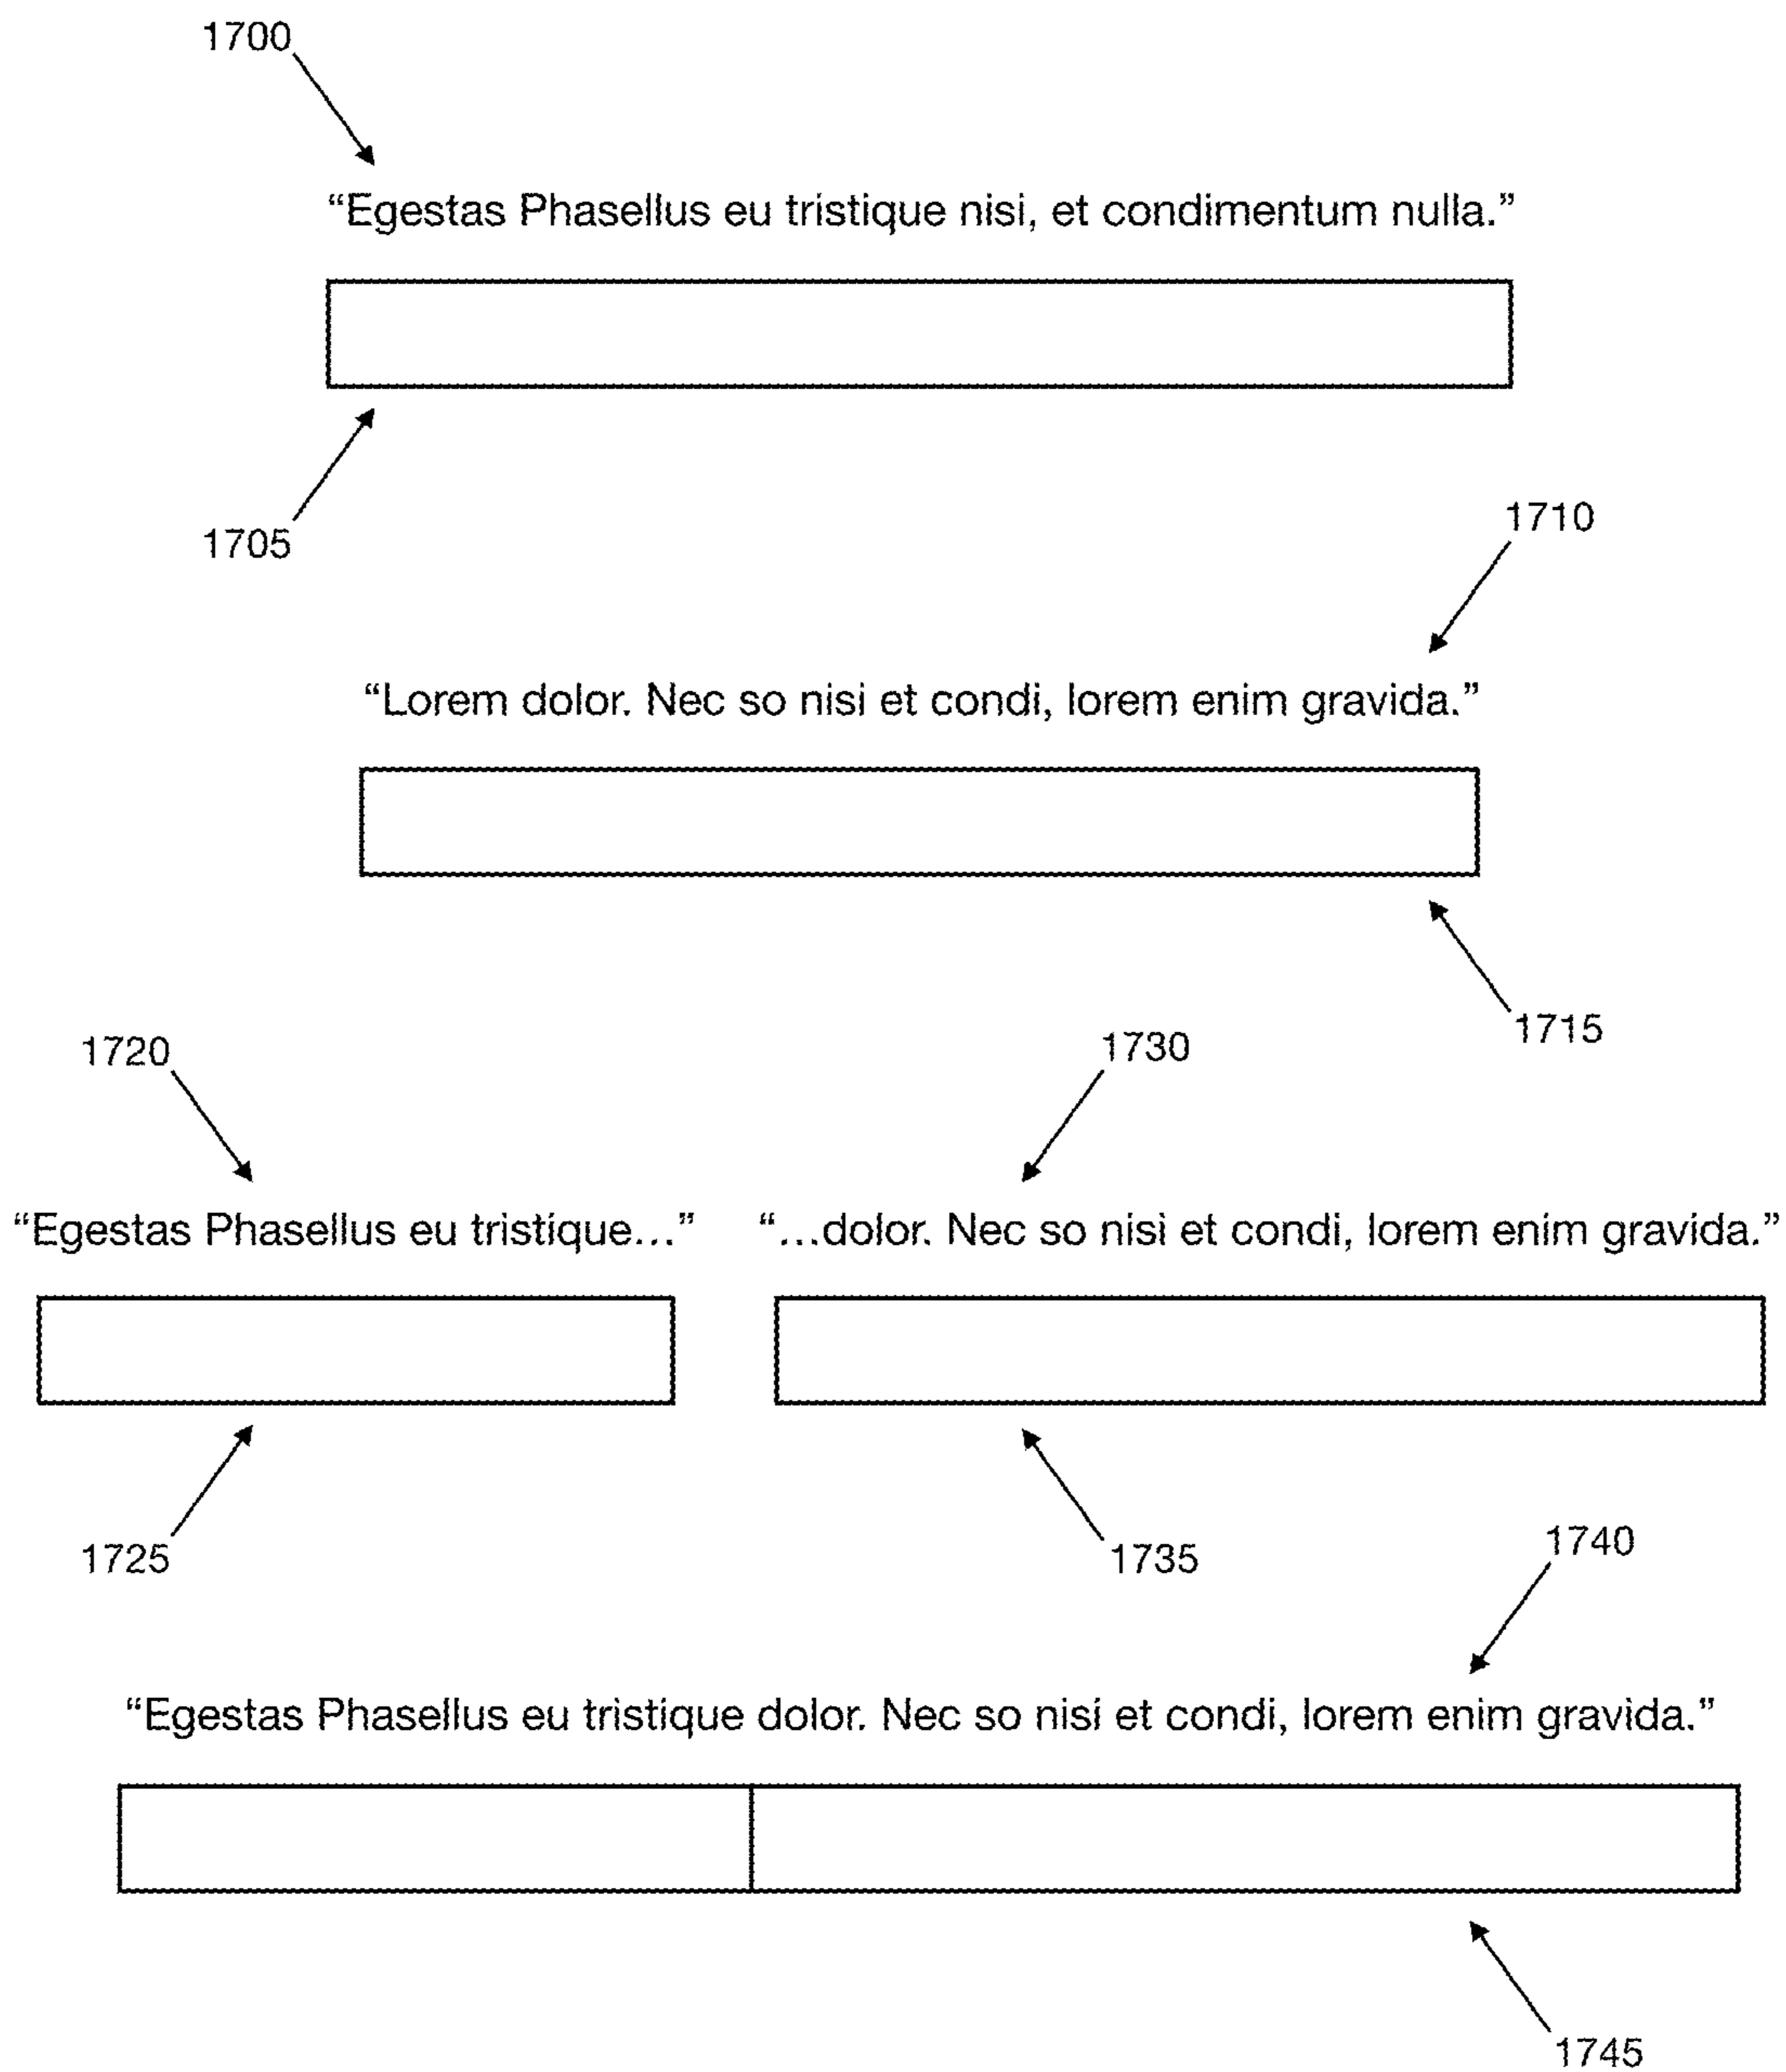 1700
“Egestas Phasellus eu tristique nisi, et condimentum nulla.”
1705
1710
“Lorem dolor. Nec so nisi et condi, lorem enim gravida.”
1715
1720
1730
“Egestas Phasellus eu tristique...” “...dolor. Nec so nisi et condi, lorem enim gravida.”
1725
1735
1740
“Egestas Phasellus eu tristique dolor. Nec so nisi et condi, lorem enim gravida.”
1745